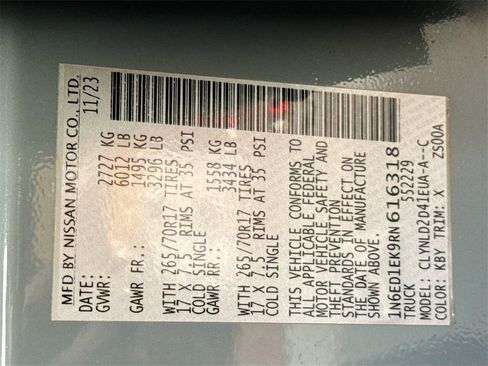 MFD BY NISSAN MOTOR CO., LTD.
DATE: 11/23
GVWR: 2727 KG
6012 LB
GAWR FR.: 1495 KG
3296 LB
WITH 265/70R17 TIRES
17 X 7.5 RIMS AT 35 PSI
COLD SINGLE
GAWR RR.: 1558 KG
3434 LB
WITH 265/70R17 TIRES
17 X 7.5 RIMS AT 35 PSI
COLD SINGLE
THIS VEHICLE CONFORMS TO
ALL APPLICABLE FEDERAL
MOTOR VEHICLE SAFETY AND
THEFT PREVENTION
STANDARDS IN EFFECT ON
THE DATE OF MANUFACTURE
SHOWN ABOVE.
1N6ED1EK9RN616318
TRUCK 552229
MODEL: CLYNLD2D41EUA-A--C
COLOR: KBY TRIM: X ZS00A